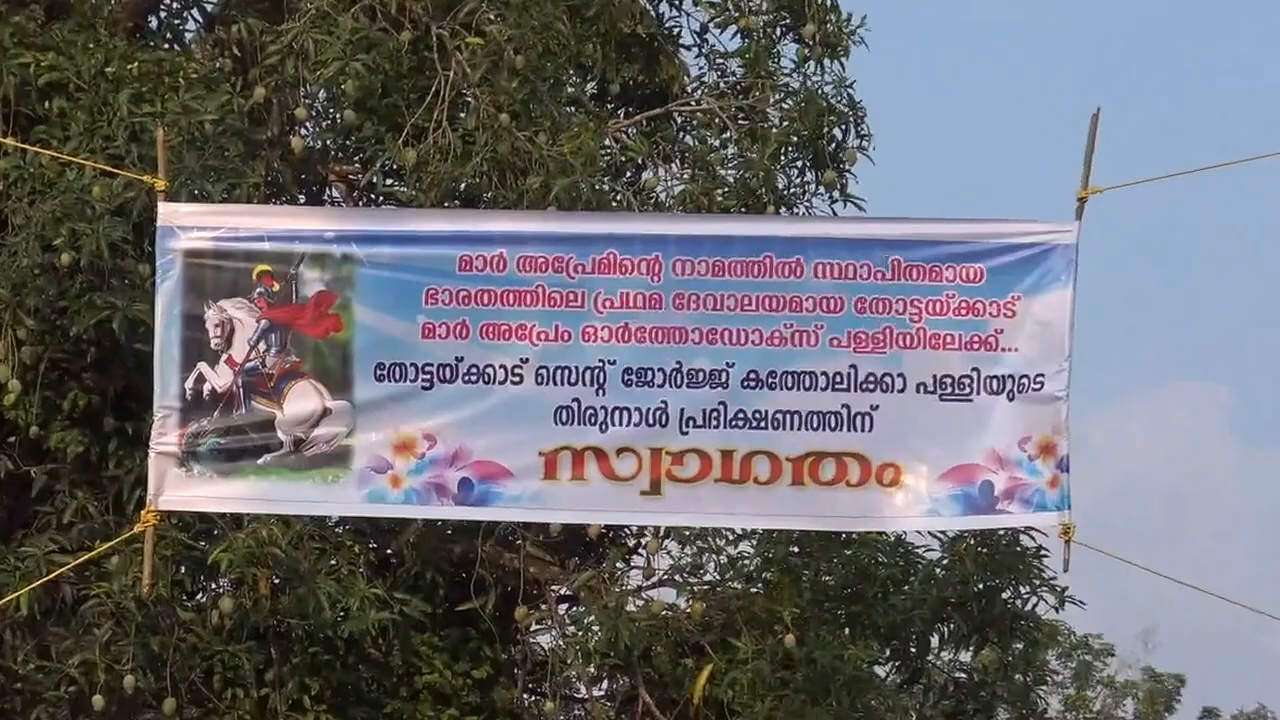 മാർ അപ്രേമിന്റെ നാമത്തിൽ സ്ഥാപിതമായ
ഭാരതത്തിലെ പ്രഥമ ദേവാലയമായ തോട്ടയ്ക്കാട്
മാർ അപ്രേം ഓർത്തോഡോക്സ് പള്ളിയിലേക്ക്...
തോട്ടയ്ക്കാട് സെന്റ് ജോർജ്ജ് കത്തോലിക്കാ പള്ളിയുടെ
തിരുനാൾ പ്രദിക്ഷണത്തിന്
സ്വാഗതം